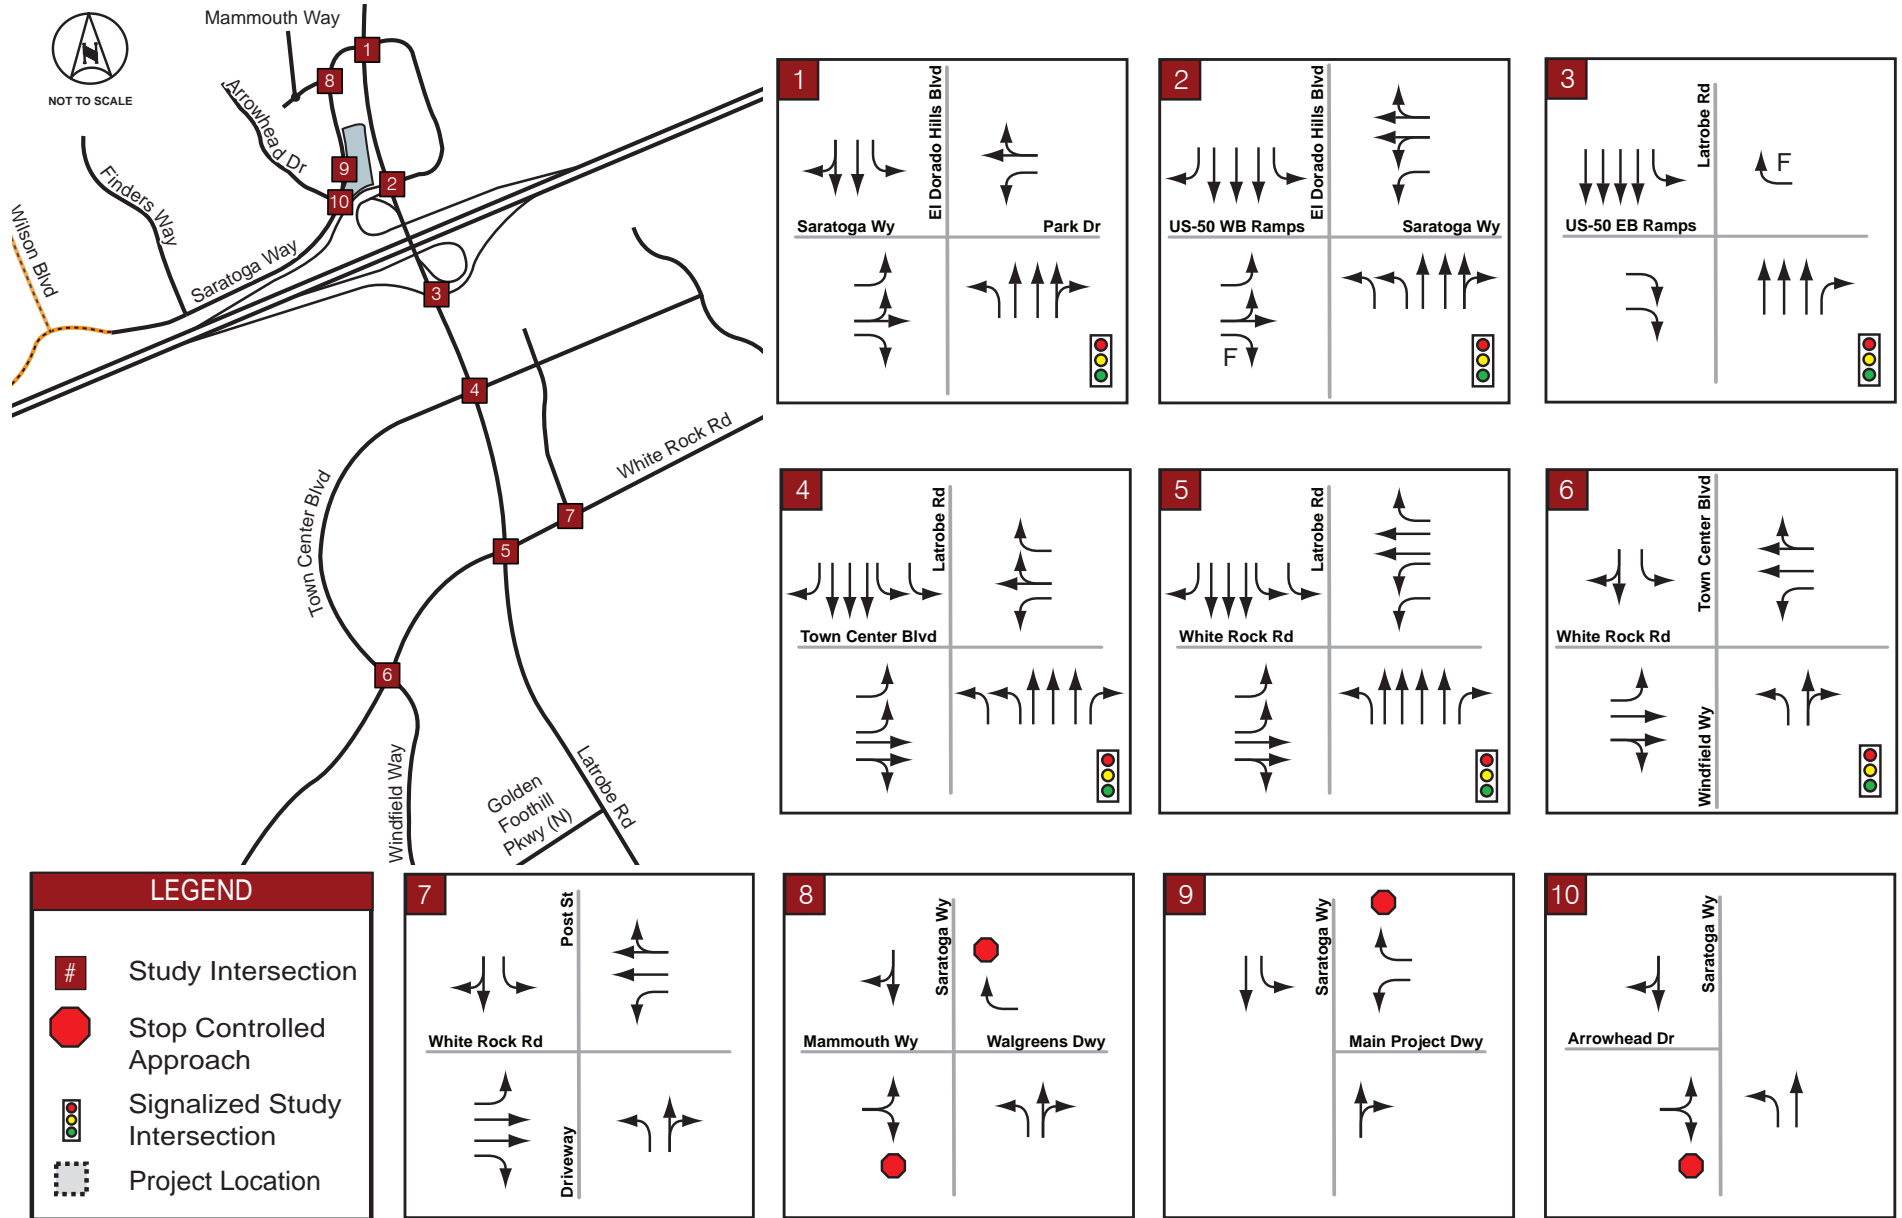 Mammouth Way
N
NOT TO SCALE
Arrowhead Dr
Finders Way
Wilson Blvd
Saratoga Way
1
8
9
2
10
3
4
7
5
6
White Rock Rd
Town Center Blvd
Windfield Way
Latrobe Rd
Golden
Foothill
Pkwy (N)
1
El Dorado Hills Blvd
Saratoga Wy
Park Dr
2
El Dorado Hills Blvd
US-50 WB Ramps
Saratoga Wy
F
3
Latrobe Rd
F
US-50 EB Ramps
4
Latrobe Rd
Town Center Blvd
5
Latrobe Rd
White Rock Rd
6
Town Center Blvd
White Rock Rd
Windfield Wy
LEGEND
# Study Intersection
Stop Controlled
Approach
Signalized Study
Intersection
Project Location
7
Post St
White Rock Rd
Driveway
8
Saratoga Wy
Mammouth Wy
Walgreens Dwy
9
Saratoga Wy
Main Project Dwy
10
Saratoga Wy
Arrowhead Dr